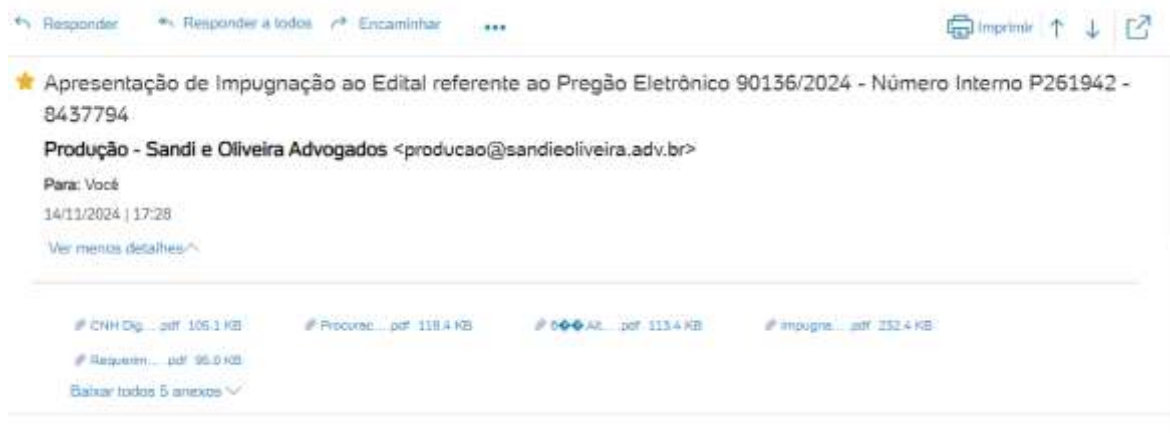 Responder Responder a todos Encaminhar ••• Imprimir
Apresentação de Impugnação ao Edital referente ao Pregão Eletrônico 90136/2024 - Número Interno P261942 -
8437794
Produção - Sandi e Oliveira Advogados <producao@sandieoliveira.adv.br>
Para: Você
14/11/2024 | 17:28
Ver menos detalhes
CNH Dig... .pdf 105.1 KB Procurac... .pdf 118.4 KB 6�� Alt... .pdf 113.4 KB impugna... .pdf 232.4 KB
Requerim... .pdf 95.0 KB
Baixar todos 5 anexos